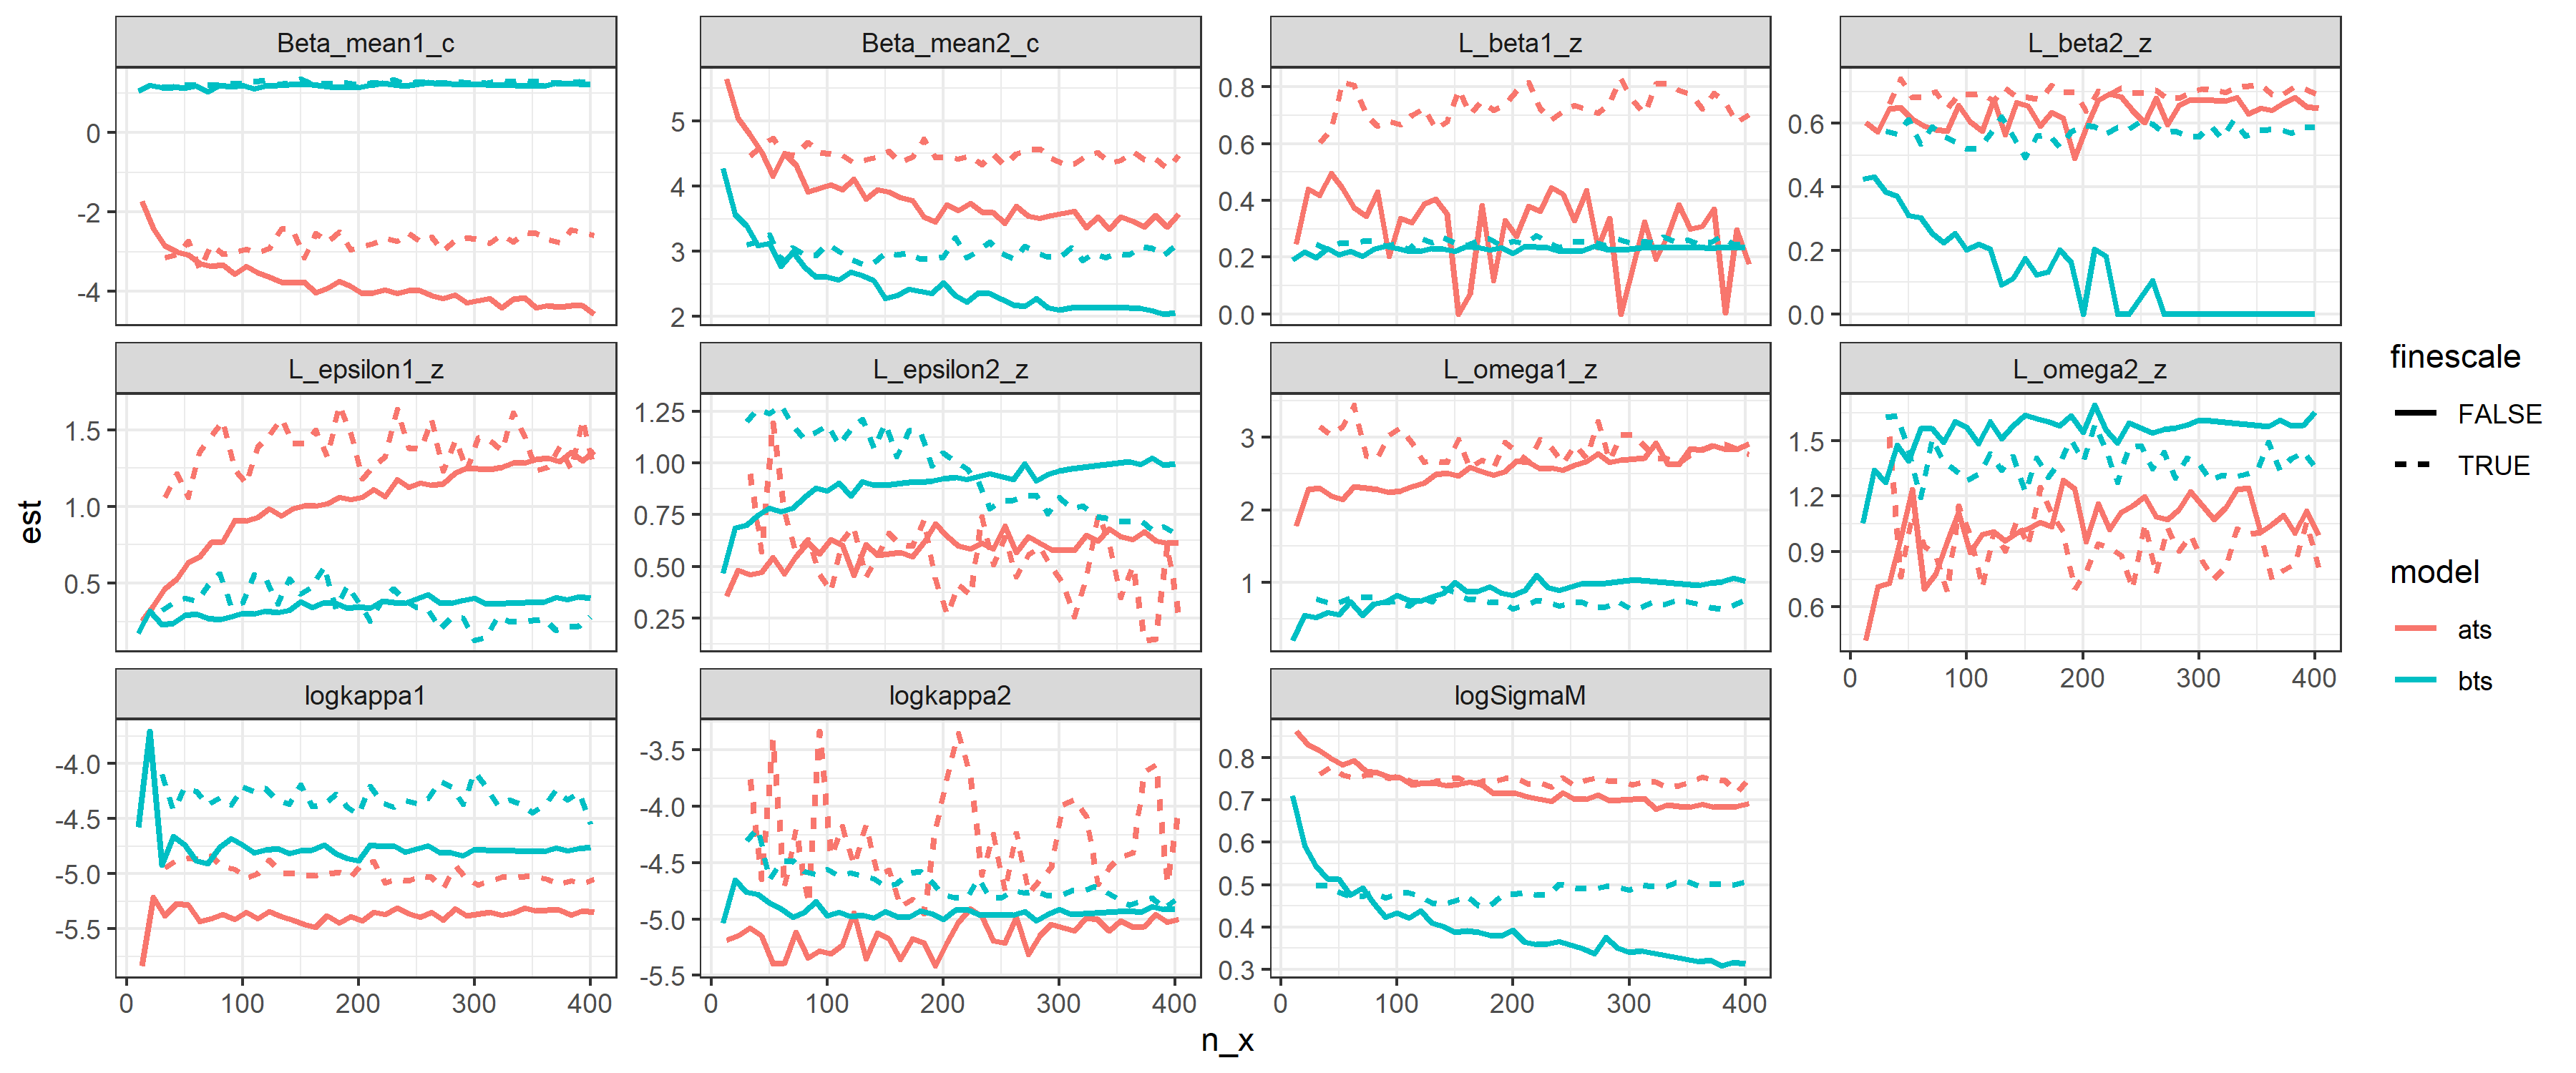 Beta_mean1_c
Beta_mean2_c
L_beta1_z
L_beta2_z
0
-2
-4
5
4
3
2
0.8
0.6
0.4
0.2
0.0
0.6
0.4
0.2
0.0
L_epsilon1_z
L_epsilon2_z
L_omega1_z
L_omega2_z
1.5
1.0
0.5
1.25
1.00
0.75
0.50
0.25
3
2
1
1.5
1.2
0.9
0.6
0 100 200 300 400
logkappa1
logkappa2
logSigmaM
-4.0
-4.5
-5.0
-5.5
-3.5
-4.0
-4.5
-5.0
-5.5
0.8
0.7
0.6
0.5
0.4
0.3
0 100 200 300 400
0 100 200 300 400
0 100 200 300 400
n_x
est
finescale
FALSE
TRUE
model
ats
bts